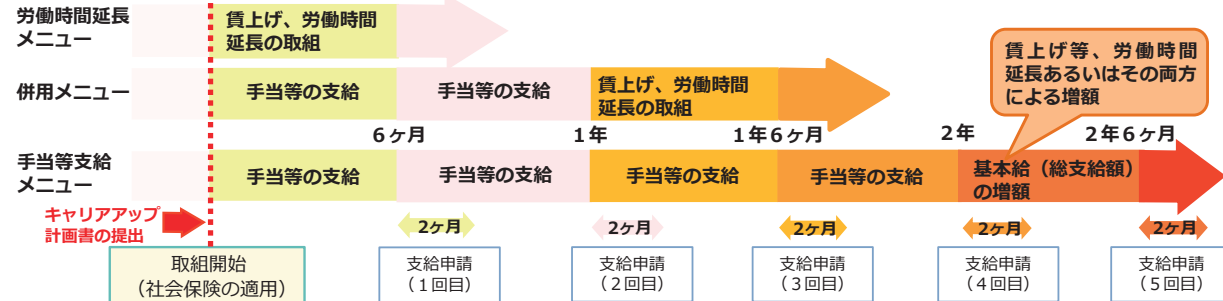 労働時間延長
メニュー
賃上げ、労働時間
延長の取組
賃上げ等、労働時間
延長あるいはその両方
による増額
併用メニュー
手当等の支給
手当等の支給
賃上げ、労働時間
延長の取組
6ヶ月
1年
1年6ヶ月
2年
2年6ヶ月
手当等支給
メニュー
手当等の支給
手当等の支給
手当等の支給
手当等の支給
基本給（総支給額）
の増額
キャリアアップ
計画書の提出
2ヶ月
2ヶ月
2ヶ月
2ヶ月
2ヶ月
取組開始
（社会保険の適用）
支給申請
（１回目）
支給申請
（２回目）
支給申請
（３回目）
支給申請
（４回目）
支給申請
（５回目）